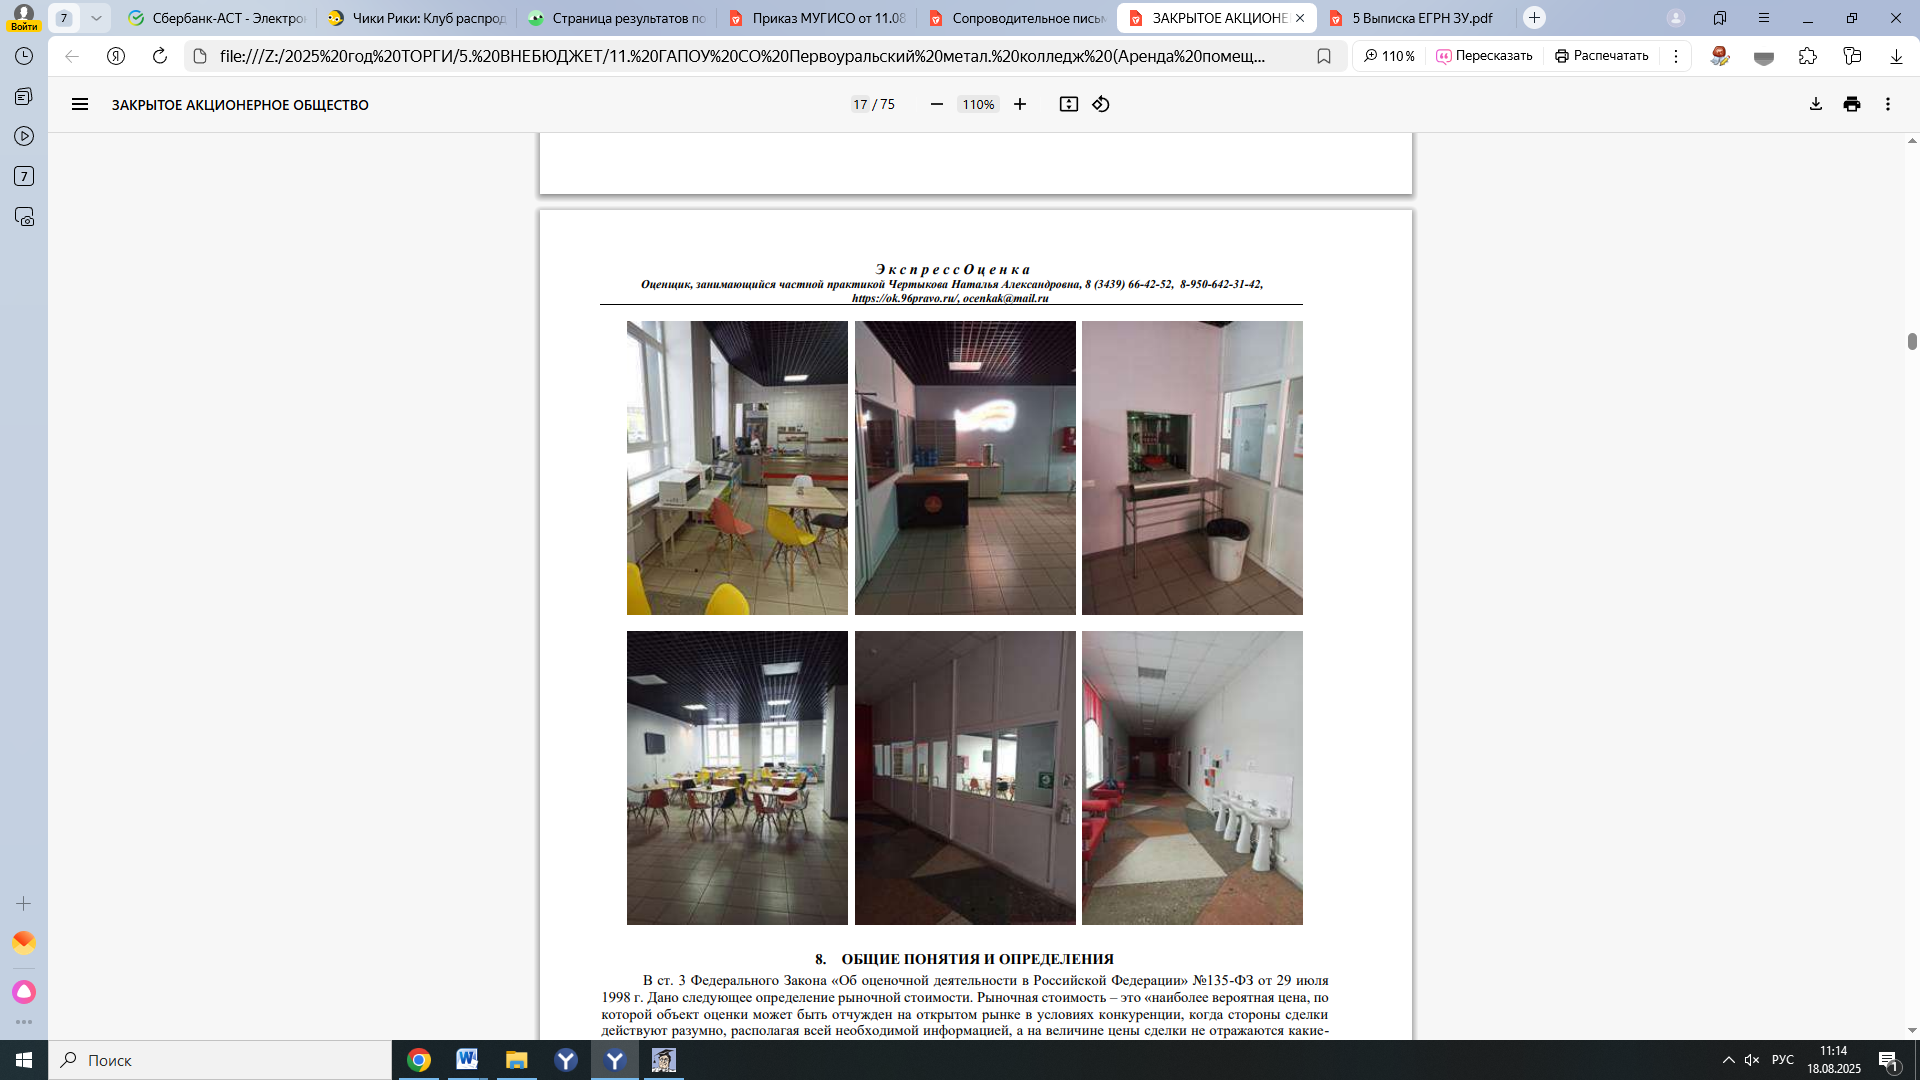 Войти
7
Сбербанк-АСТ - Электрон
Чики Рики: Клуб распрод
Страница результатов по
Приказ МУГИСО от 11.08
Сопроводительное письм
ЗАКРЫТОЕ АКЦИОНЕ
5 Выписка ЕГРН ЗУ.pdf
file:///Z:/2025%20год%20ТОРГИ/5.%20ВНЕБЮДЖЕТ/11.%20ГАПОУ%20СО%20Первоуральский%20метал.%20колледж%20(Аренда%20помещ...
110 %
Пересказать
Распечатать
ЗАКРЫТОЕ АКЦИОНЕРНОЕ ОБЩЕСТВО
17 / 75
110%
7
ЭкспрессОценка
Оценщик, занимающийся частной практикой Чертыкова Наталья Александровна, 8 (3439) 66-42-52, 8-950-642-31-42,
https://ok.96pravo.ru/, ocenkak@mail.ru
8. ОБЩИЕ ПОНЯТИЯ И ОПРЕДЕЛЕНИЯ
В ст. 3 Федерального Закона «Об оценочной деятельности в Российской Федерации» №135-ФЗ от 29 июля
1998 г. Дано следующее определение рыночной стоимости. Рыночная стоимость – это «наиболее вероятная цена, по
которой объект оценки может быть отчужден на открытом рынке в условиях конкуренции, когда стороны сделки
действуют разумно, располагая всей необходимой информацией, а на величине цены сделки не отражаются какие-
Поиск
РУС
11:14
18.08.2025
1